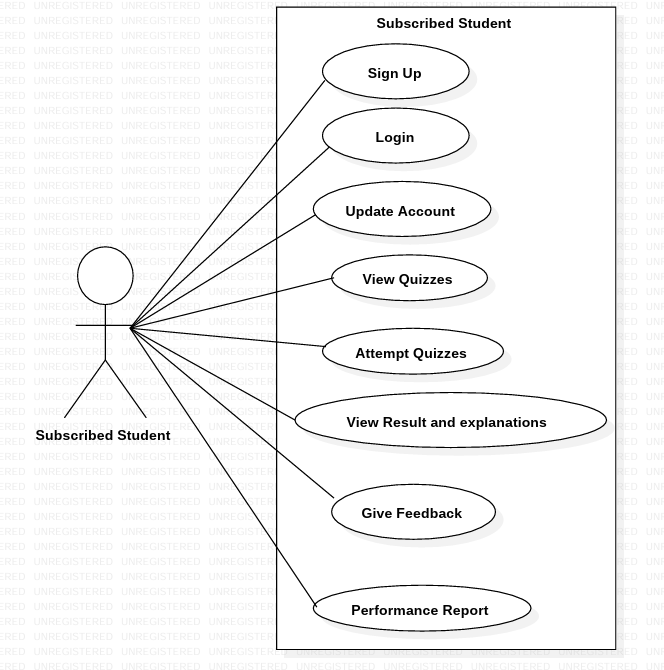 Subscribed Student
Sign Up
Login
Update Account
View Quizzes
Attempt Quizzes
View Result and explanations
Give Feedback
Performance Report
Subscribed Student
UNREGISTERED